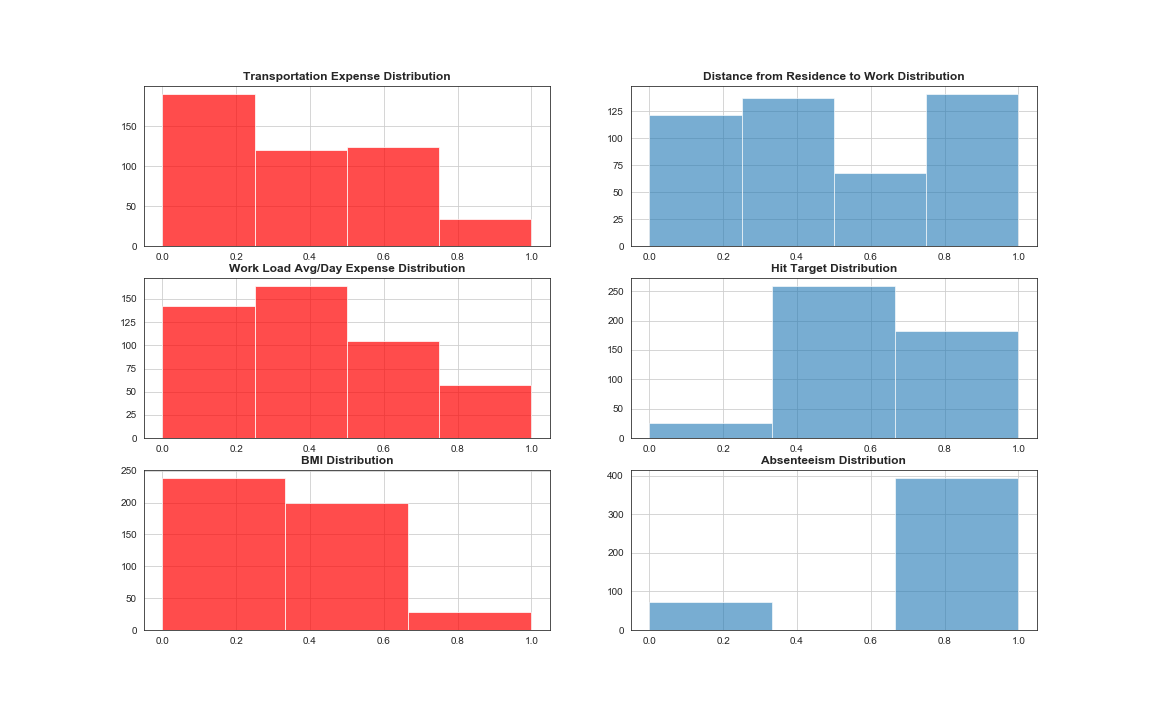 Transportation Expense Distribution
150
100
50
0
0.0 0.2 0.4 0.6 0.8 1.0
Distance from Residence to Work Distribution
125
100
75
50
25
0
0.0 0.2 0.4 0.6 0.8 1.0
Work Load Avg/Day Expense Distribution
150
125
100
75
50
25
0
0.0 0.2 0.4 0.6 0.8 1.0
Hit Target Distribution
250
200
150
100
50
0
0.0 0.2 0.4 0.6 0.8 1.0
BMI Distribution
250
200
150
100
50
0
0.0 0.2 0.4 0.6 0.8 1.0
Absenteeism Distribution
400
300
200
100
0
0.0 0.2 0.4 0.6 0.8 1.0